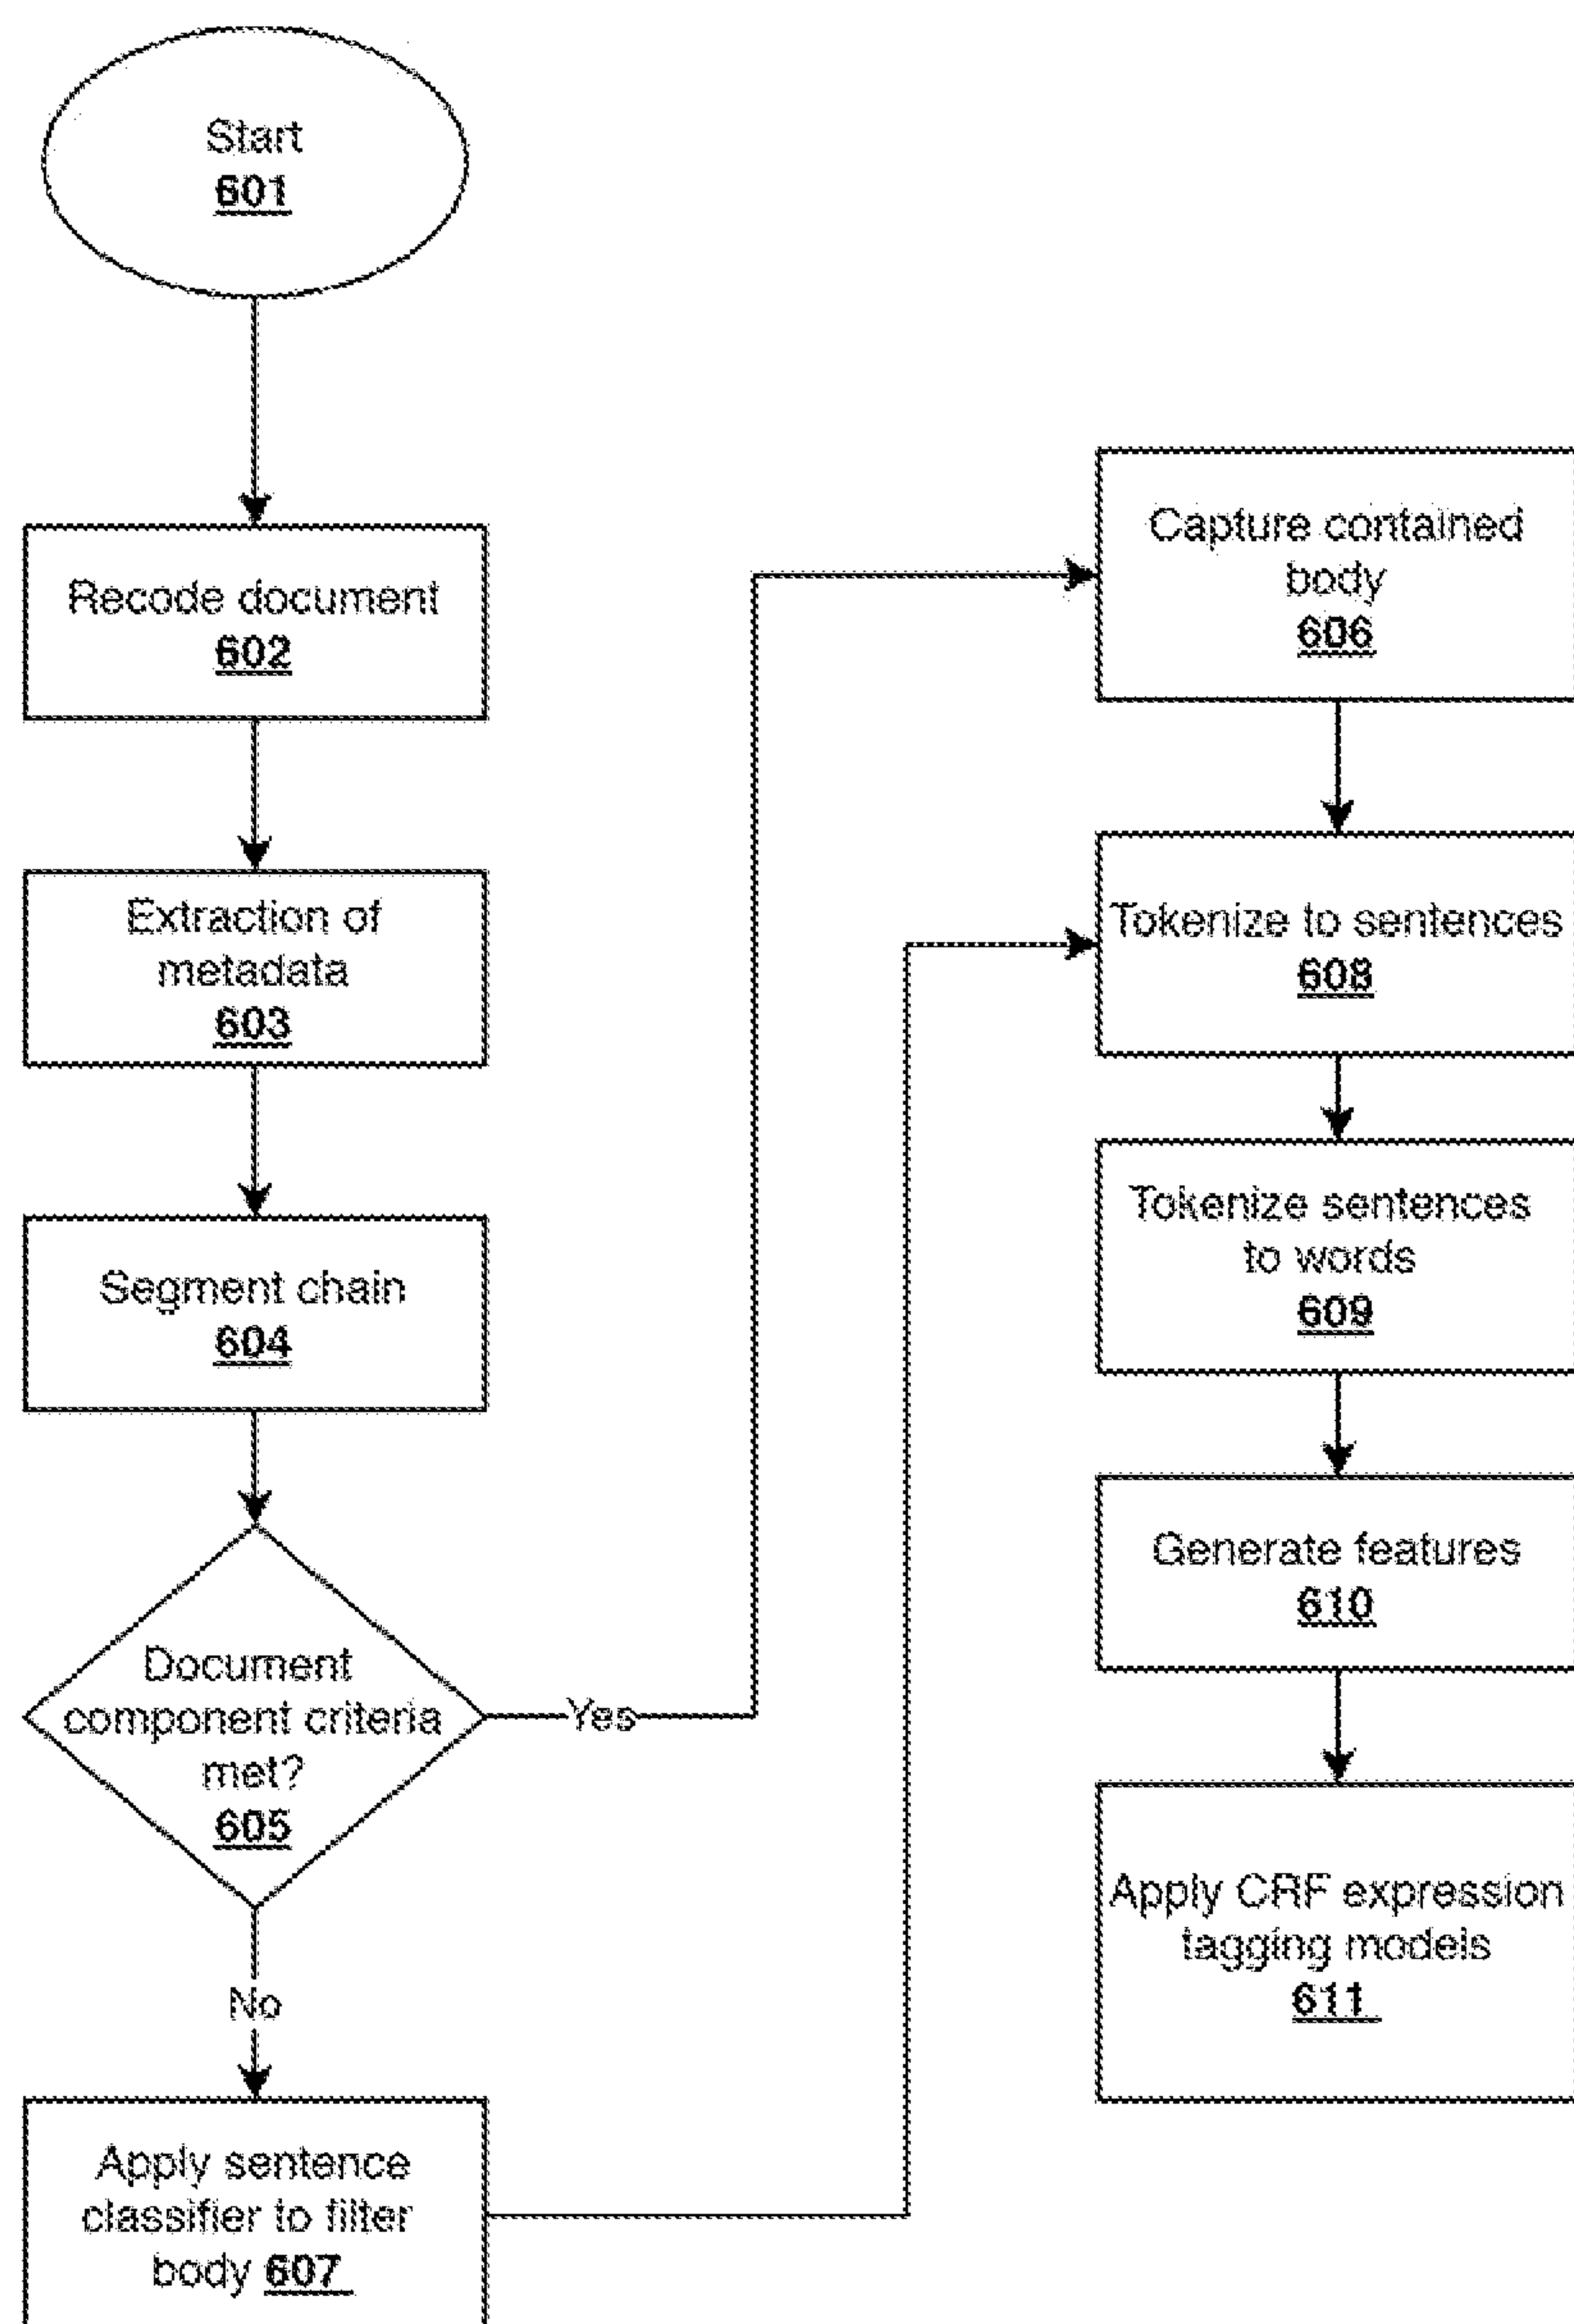 Start
601
Recode document
602
Extraction of
metadata
603
Segment chain
604
Document
component criteria
met?
605
Yes
No
Apply sentence
classifier to filter
body 607
Capture contained
body
606
Tokenize to sentences
608
Tokenize sentences
to words
609
Generate features
610
Apply CRF expression
tagging models
611